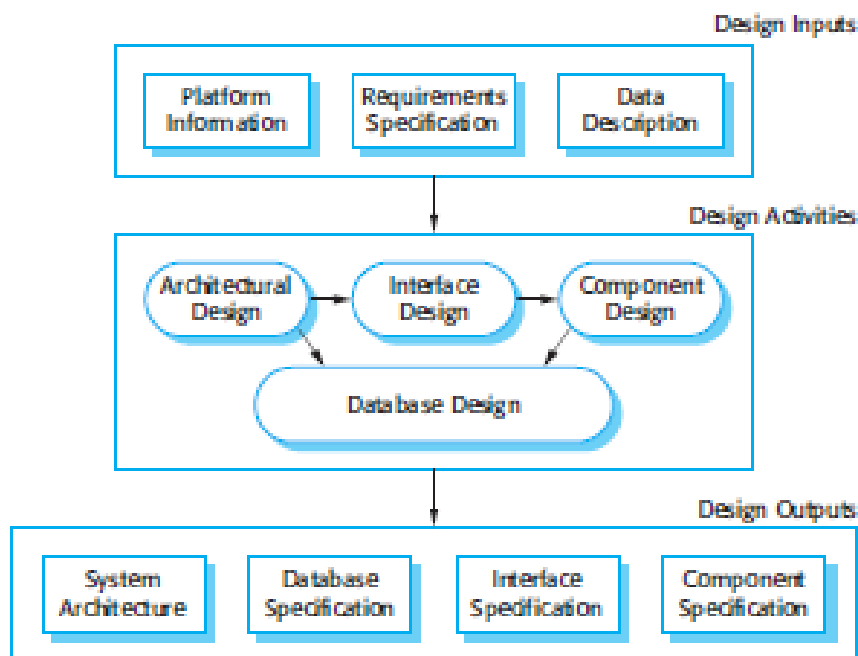 Design Inputs
Platform
Information
Requirements
Specification
Data
Description
Design Activities
Architectural
Design
Interface
Design
Component
Design
Database Design
Design Outputs
System
Architecture
Database
Specification
Interface
Specification
Component
Specification